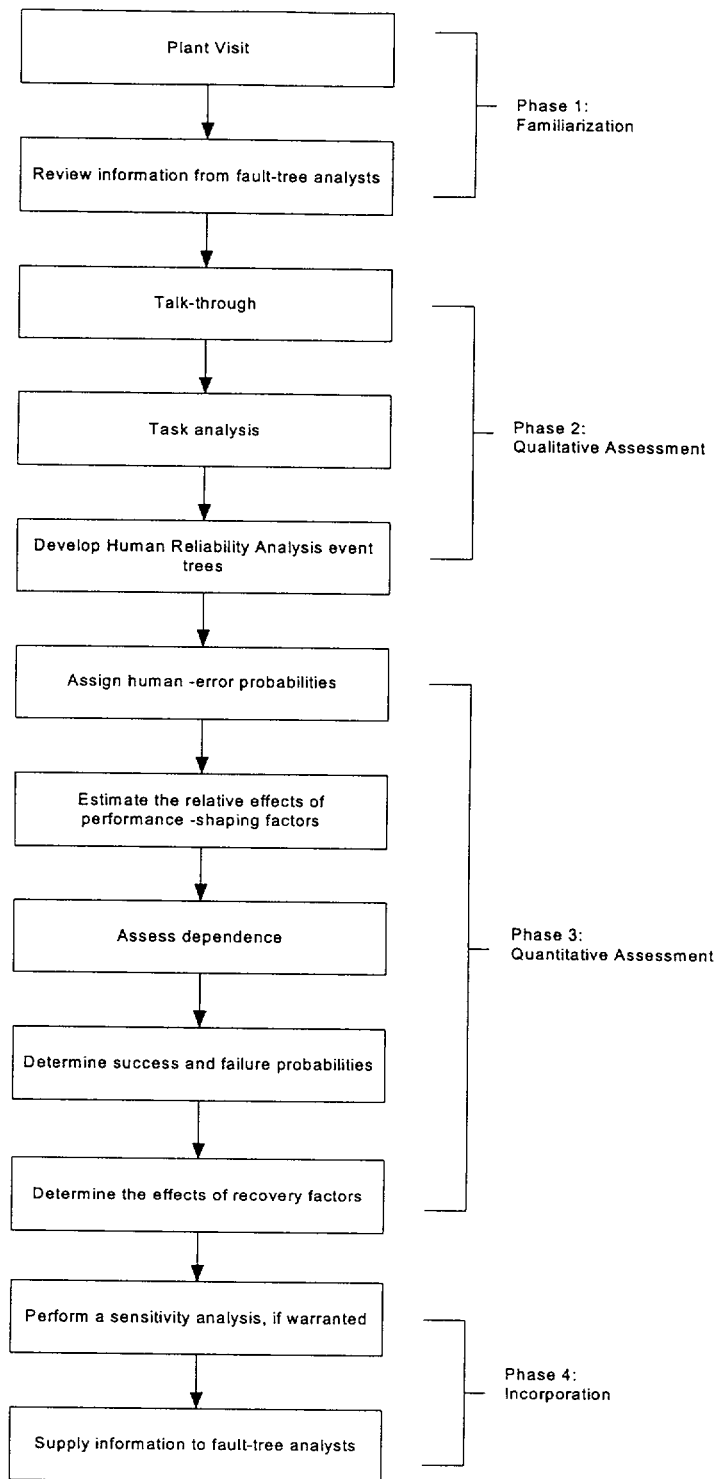 Plant Visit
Phase 1:
Familiarization
Review information from fault-tree analysts
Talk-through
Task analysis
Phase 2:
Qualitative Assessment
Develop Human Reliability Analysis event
trees
Assign human -error probabilities
Estimate the relative effects of
performance -shaping factors
Assess dependence
Phase 3:
Quantitative Assessment
Determine success and failure probabilities
Determine the effects of recovery factors
Perform a sensitivity analysis, if warranted
Phase 4:
Incorporation
Supply information to fault-tree analysts